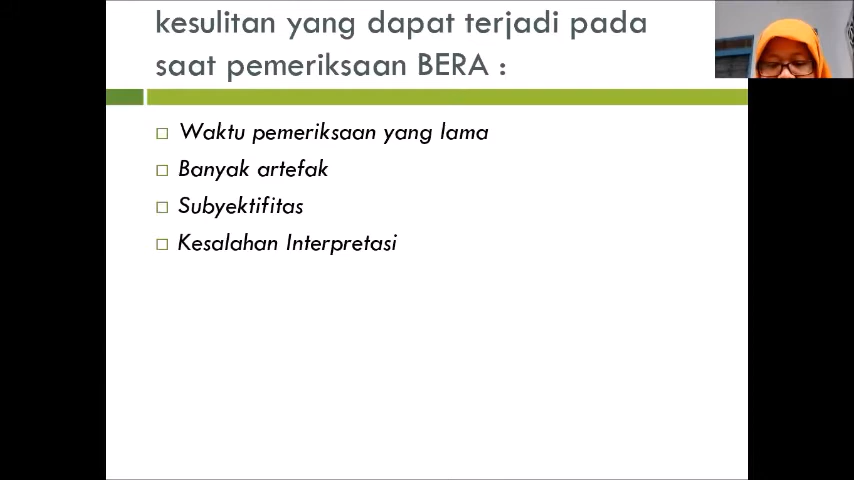 kesulitan yang dapat terjadi pada
saat pemeriksaan BERA :
Waktu pemeriksaan yang lama
Banyak artefak
Subyektifitas
Kesalahan Interpretasi